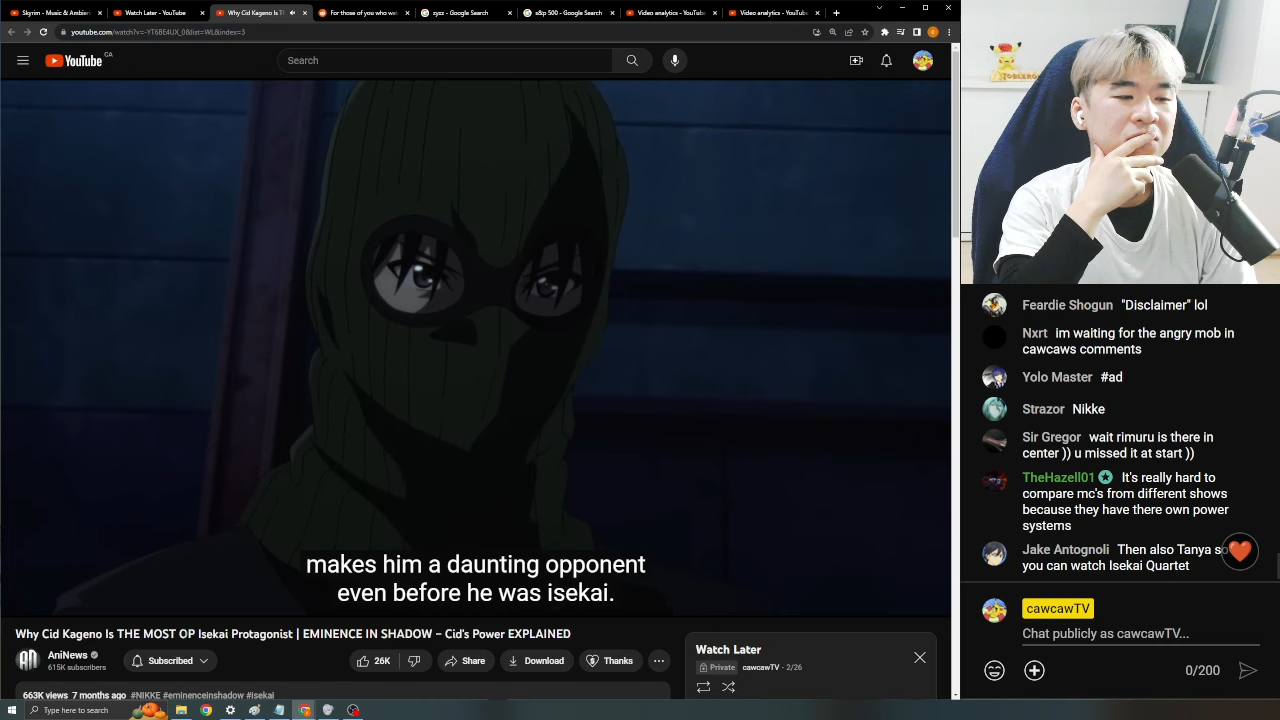 Skyrim - Music & Ambien
Watch Later - YouTube
Why Cid Kageno Is T
For those of you who wa
zyzz - Google Search
s&p 500 - Google Search
Video analytics - YouTu
Video analytics - YouTu
youtube.com/watch?v=-YT6BE4UX_0&list=WL&index=3
YouTube CA
Search
TOBLERO
makes him a daunting opponent
even before he was isekai.
Why Cid Kageno Is THE MOST OP Isekai Protagonist | EMINENCE IN SHADOW – Cid's Power EXPLAINED
AniNews
615K subscribers
Subscribed
26K
Share
Download
Thanks
663K views 7 months ago #NIKKE #eminenceinshadow #isekai
Watch Later
Private cawcawTV - 2/26
Type here to search
Feardie Shogun "Disclaimer" lol
Nxrt im waiting for the angry mob in
cawcaws comments
Yolo Master #ad
Strazor Nikke
Sir Gregor wait rimuru is there in
center )) u missed it at start ))
TheHazell01 It's really hard to
compare mc's from different shows
because they have there own power
systems
Jake Antognoli Then also Tanya so
you can watch Isekai Quartet
cawcawTV
Chat publicly as cawcawTV...
0/200